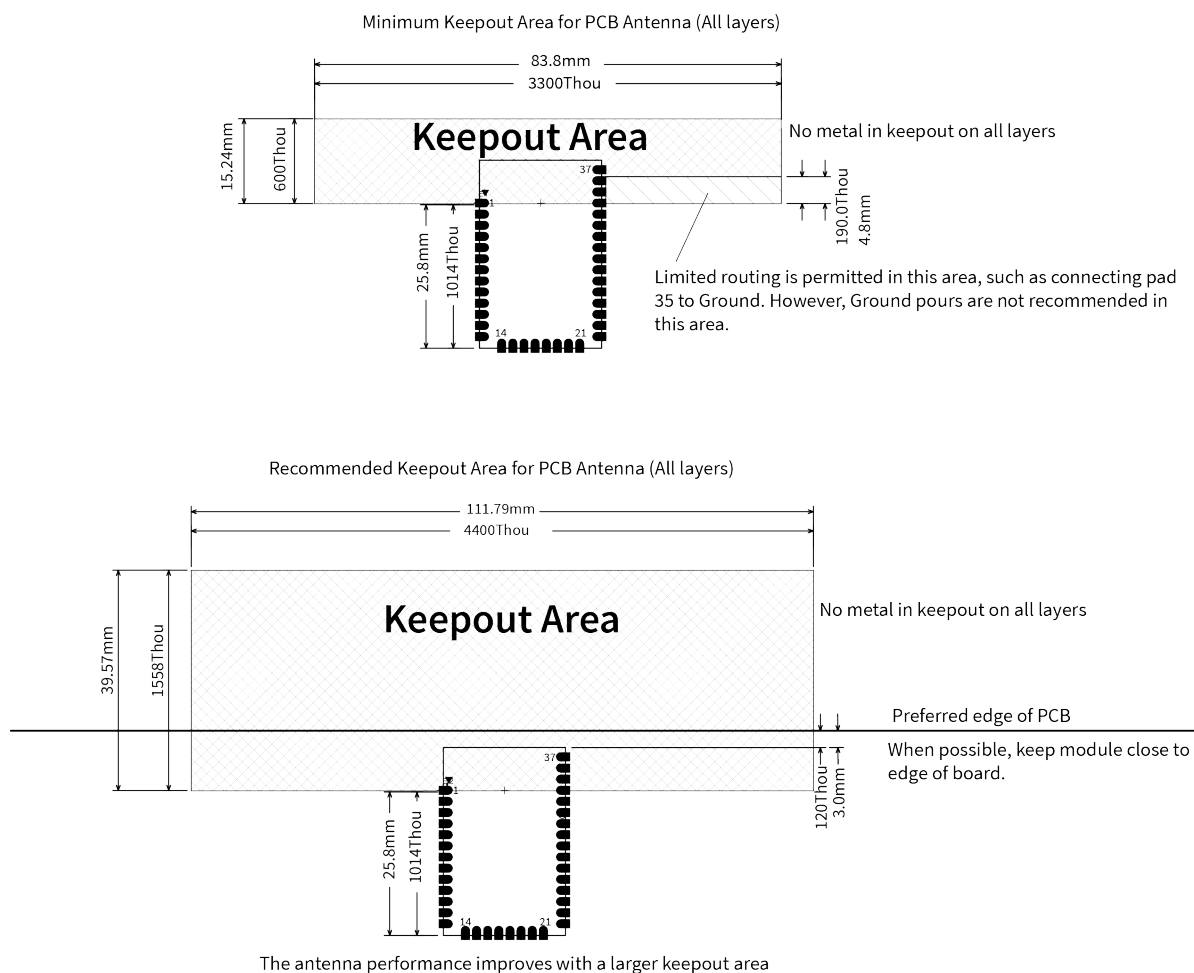 Minimum Keepout Area for PCB Antenna (All layers)
83.8mm
3300Thou
Keepout Area
No metal in keepout on all layers
15.24mm
600Thou
37
1
190.0Thou
4.8mm
25.8mm
1014Thou
Limited routing is permitted in this area, such as connecting pad
35 to Ground. However, Ground pours are not recommended in
this area.
14
21
Recommended Keepout Area for PCB Antenna (All layers)
111.79mm
4400Thou
Keepout Area
No metal in keepout on all layers
39.57mm
1558Thou
Preferred edge of PCB
When possible, keep module close to
edge of board.
37
1
120Thou
3.0mm
25.8mm
1014Thou
14
21
The antenna performance improves with a larger keepout area